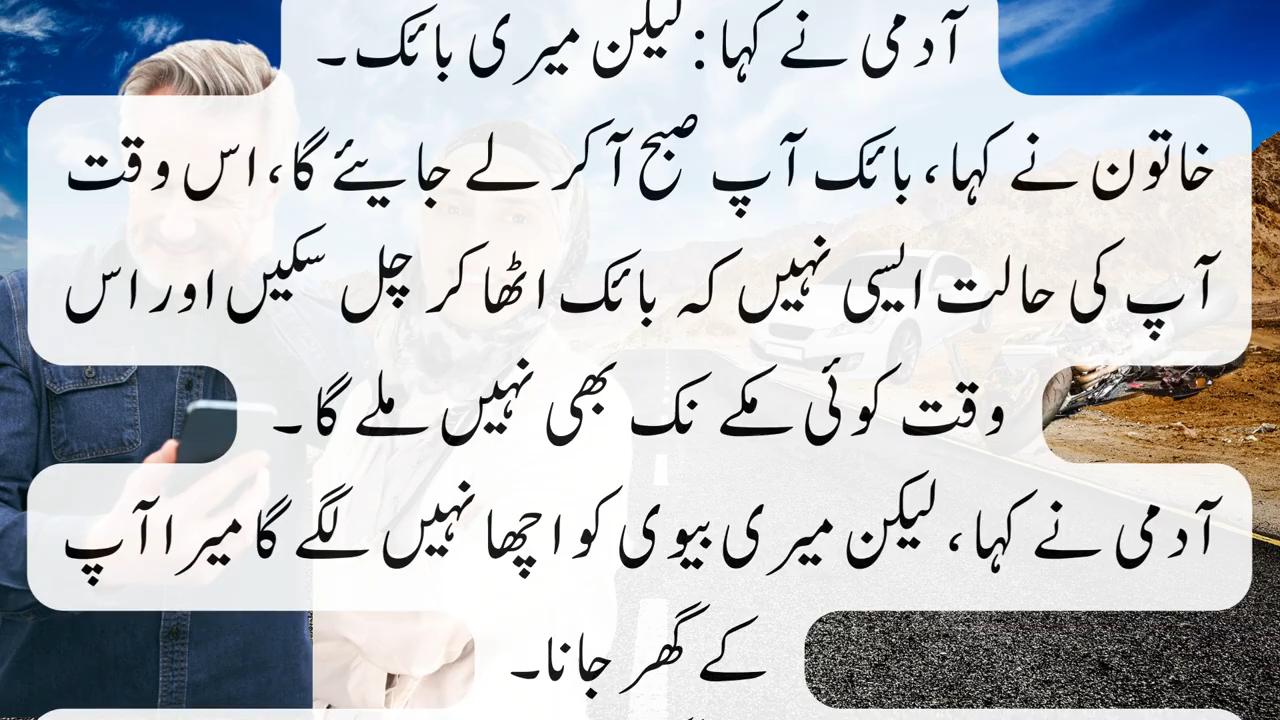 آدمی نے کہا: لیکن میری بائک۔
خاتون نے کہا، بائک آپ صبح آ کر لے جایئے گا، اس وقت
آپ کی حالت ایسی نہیں کہ بائک اٹھا کر چل سکیں اور اس
وقت کوئی مکے نک بھی نہیں ملے گا۔
آدمی نے کہا، لیکن میری بیوی کو اچھا نہیں لگے گا میرا آپ
کے گھر جانا۔